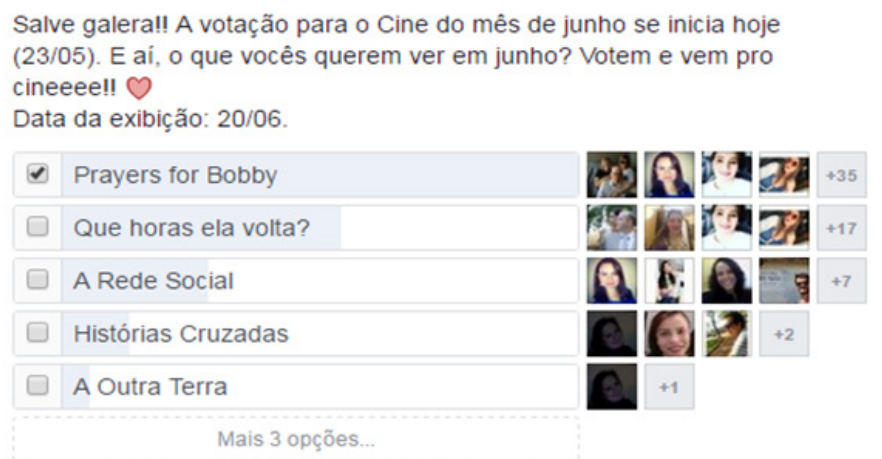 Salve galera!! A votação para o Cine do mês de junho se inicia hoje
(23/05). E aí, o que vocês querem ver em junho? Votem e vem pro
cineeee!!
Data da exibição: 20/06.
Prayers for Bobby +35
Que horas ela volta? +17
A Rede Social +7
Histórias Cruzadas +2
A Outra Terra +1
Mais 3 opções...